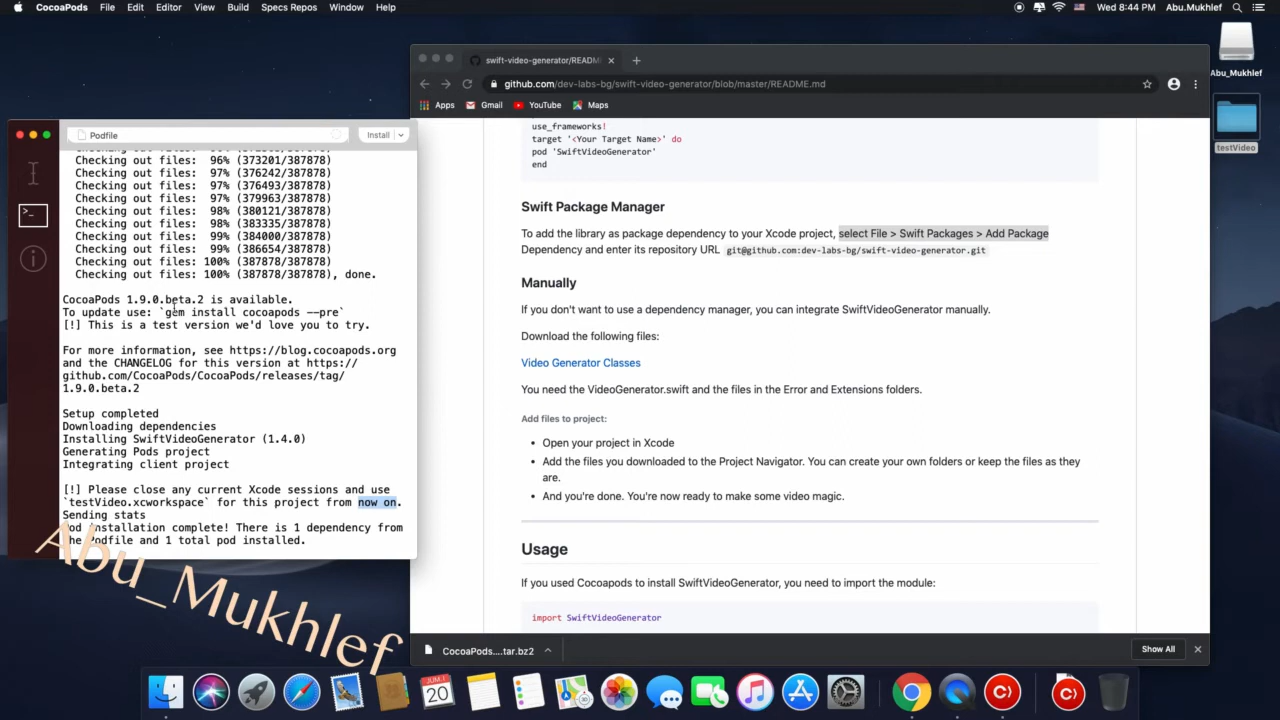 CocoaPods File Edit Editor View Build Specs Repos Window Help
Wed 8:44 PM Abu.Mukhlef
Podfile
Install
Checking out files: 96% (373201/387878)
Checking out files: 97% (376242/387878)
Checking out files: 97% (376493/387878)
Checking out files: 97% (379963/387878)
Checking out files: 98% (380121/387878)
Checking out files: 98% (383335/387878)
Checking out files: 99% (384000/387878)
Checking out files: 99% (386654/387878)
Checking out files: 100% (387878/387878)
Checking out files: 100% (387878/387878), done.
CocoaPods 1.9.0.beta.2 is available.
To update use: `gem install cocoapods --pre`
[!] This is a test version we'd love you to try.
For more information, see https://blog.cocoapods.org
and the CHANGELOG for this version at https://
github.com/CocoaPods/CocoaPods/releases/tag/
1.9.0.beta.2
Setup completed
Downloading dependencies
Installing SwiftVideoGenerator (1.4.0)
Generating Pods project
Integrating client project
[!] Please close any current Xcode sessions and use
`testVideo.xcworkspace` for this project from now on.
Sending stats
Pod installation complete! There is 1 dependency from
the Podfile and 1 total pod installed.
Abu_Mukhlef
swift-video-generator/READM
github.com/dev-labs-bg/swift-video-generator/blob/master/README.md
Apps Gmail YouTube Maps
use_frameworks!
target '<Your Target Name>' do
pod 'SwiftVideoGenerator'
end
Swift Package Manager
To add the library as package dependency to your Xcode project, select File > Swift Packages > Add Package
Dependency and enter its repository URL git@github.com:dev-labs-bg/swift-video-generator.git
Manually
If you don't want to use a dependency manager, you can integrate SwiftVideoGenerator manually.
Download the following files:
Video Generator Classes
You need the VideoGenerator.swift and the files in the Error and Extensions folders.
Add files to project:
• Open your project in Xcode
• Add the files you downloaded to the Project Navigator. You can create your own folders or keep the files as they
are.
• And you're done. You're now ready to make some video magic.
Usage
If you used Cocoapods to install SwiftVideoGenerator, you need to import the module:
import SwiftVideoGenerator
CocoaPods....tar.bz2
Show All
Abu_Mukhlef
testVideo
20